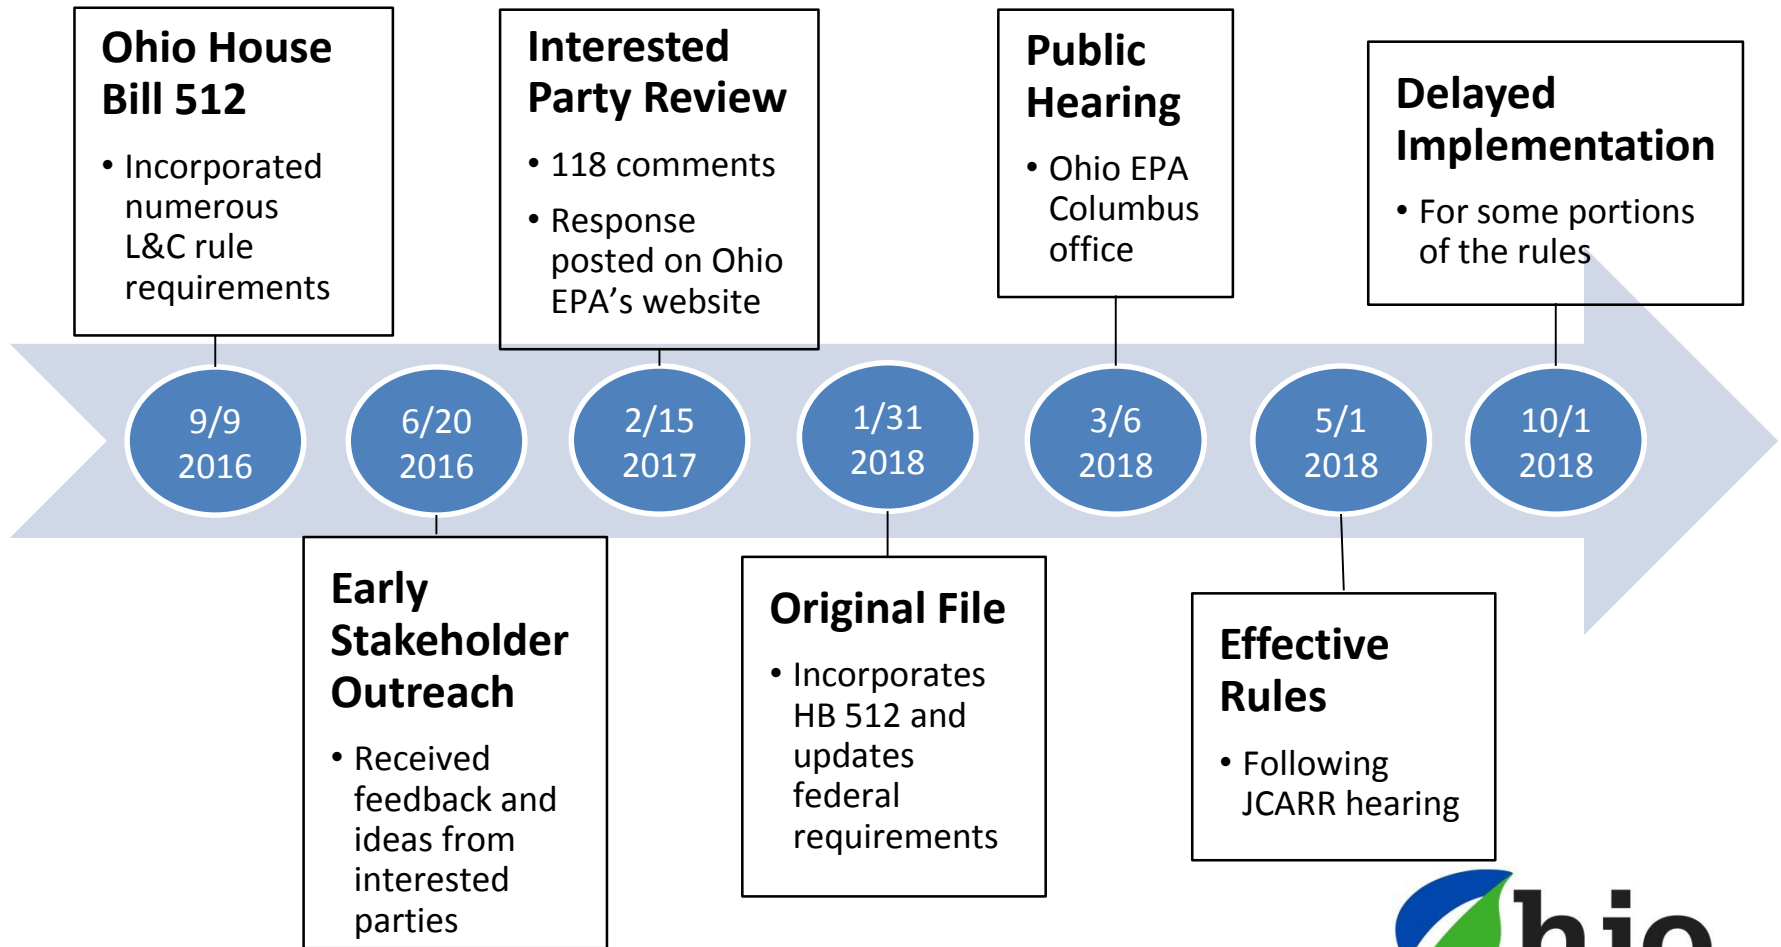 Ohio House
Bill 512
• Incorporated
numerous
L&C rule
requirements
Interested
Party Review
• 118 comments
• Response
posted on Ohio
EPA’s website
Public
Hearing
• Ohio EPA
Columbus
office
Delayed
Implementation
• For some portions
of the rules
9/9
2016
6/20
2016
2/15
2017
1/31
2018
3/6
2018
5/1
2018
10/1
2018
Early
Stakeholder
Outreach
• Received
feedback and
ideas from
interested
parties
Original File
• Incorporates
HB 512 and
updates
federal
requirements
Effective
Rules
• Following
JCARR hearing
Ohio